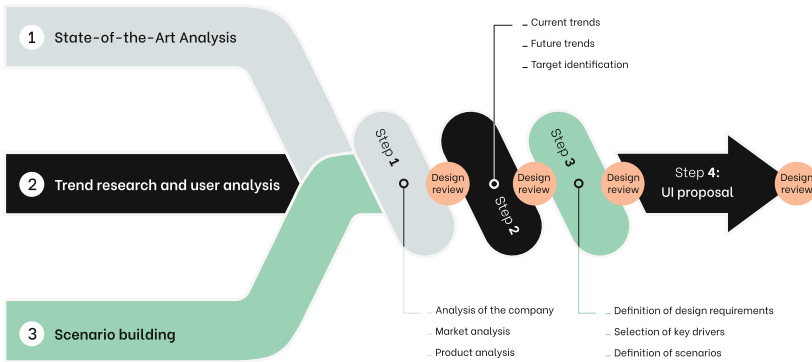 1 State-of-the-Art Analysis
2 Trend research and user analysis
3 Scenario building
Step 1
Design
review
Step 2
Design
review
Step 3
Design
review
Step 4:
UI proposal
Design
review
– Current trends
– Future trends
– Target identification
– Analysis of the company
– Market analysis
– Product analysis
– Definition of design requirements
– Selection of key drivers
– Definition of scenarios